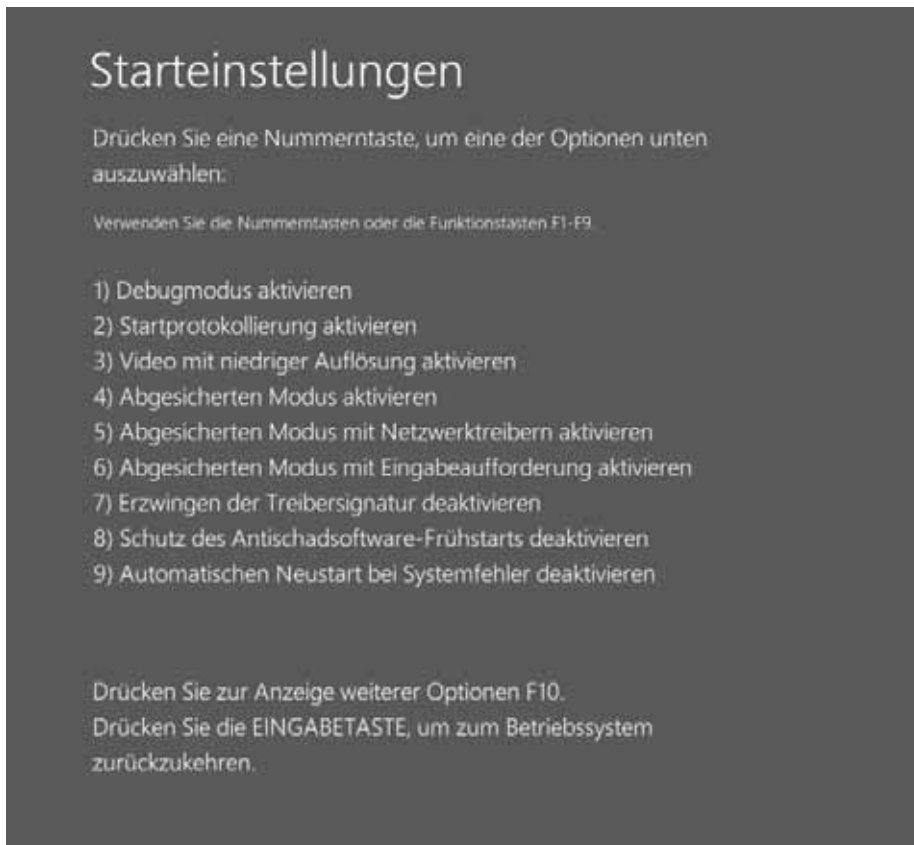 Starteinstellungen
Drücken Sie eine Nummerntaste, um eine der Optionen unten
auszuwählen:
Verwenden Sie die Nummerntasten oder die Funktionstasten F1-F9.
1) Debugmodus aktivieren
2) Startprotokollierung aktivieren
3) Video mit niedriger Auflösung aktivieren
4) Abgesicherten Modus aktivieren
5) Abgesicherten Modus mit Netzwerktreibern aktivieren
6) Abgesicherten Modus mit Eingabeaufforderung aktivieren
7) Erzwingen der Treibersignatur deaktivieren
8) Schutz des Antischadsoftware-Frühstarts deaktivieren
9) Automatischen Neustart bei Systemfehler deaktivieren
Drücken Sie zur Anzeige weiterer Optionen F10.
Drücken Sie die EINGABETASTE, um zum Betriebssystem
zurückzukehren.